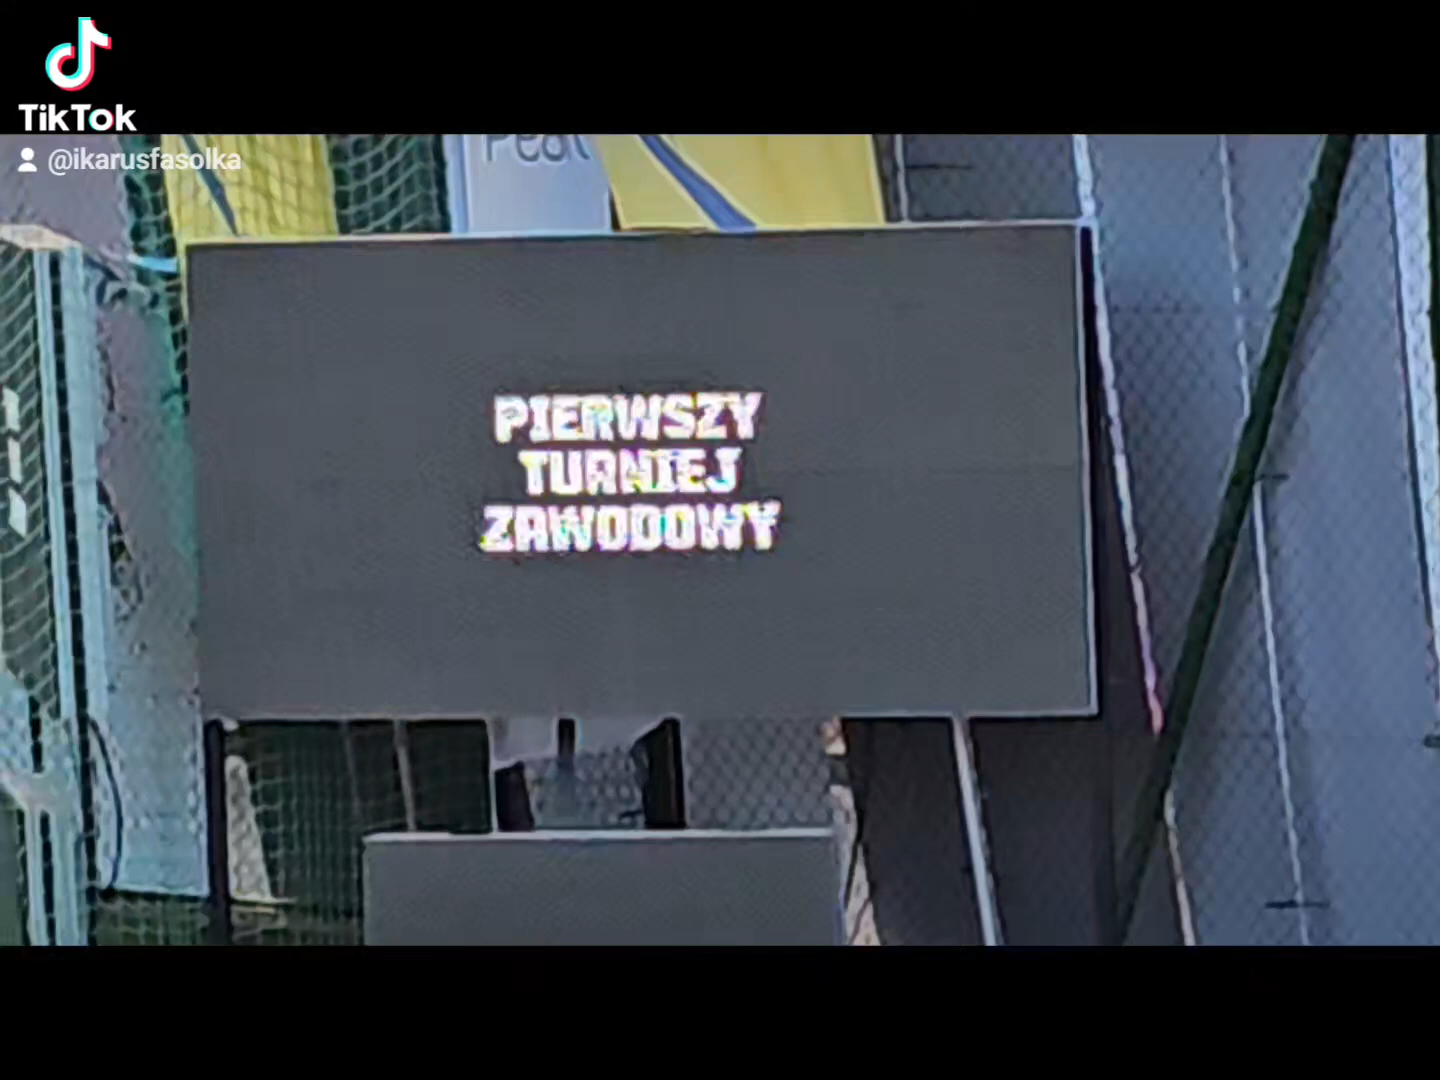 TikTok
@ikarusfasolka
PIERWSZY
TURNIEJ
ZAWODOWY